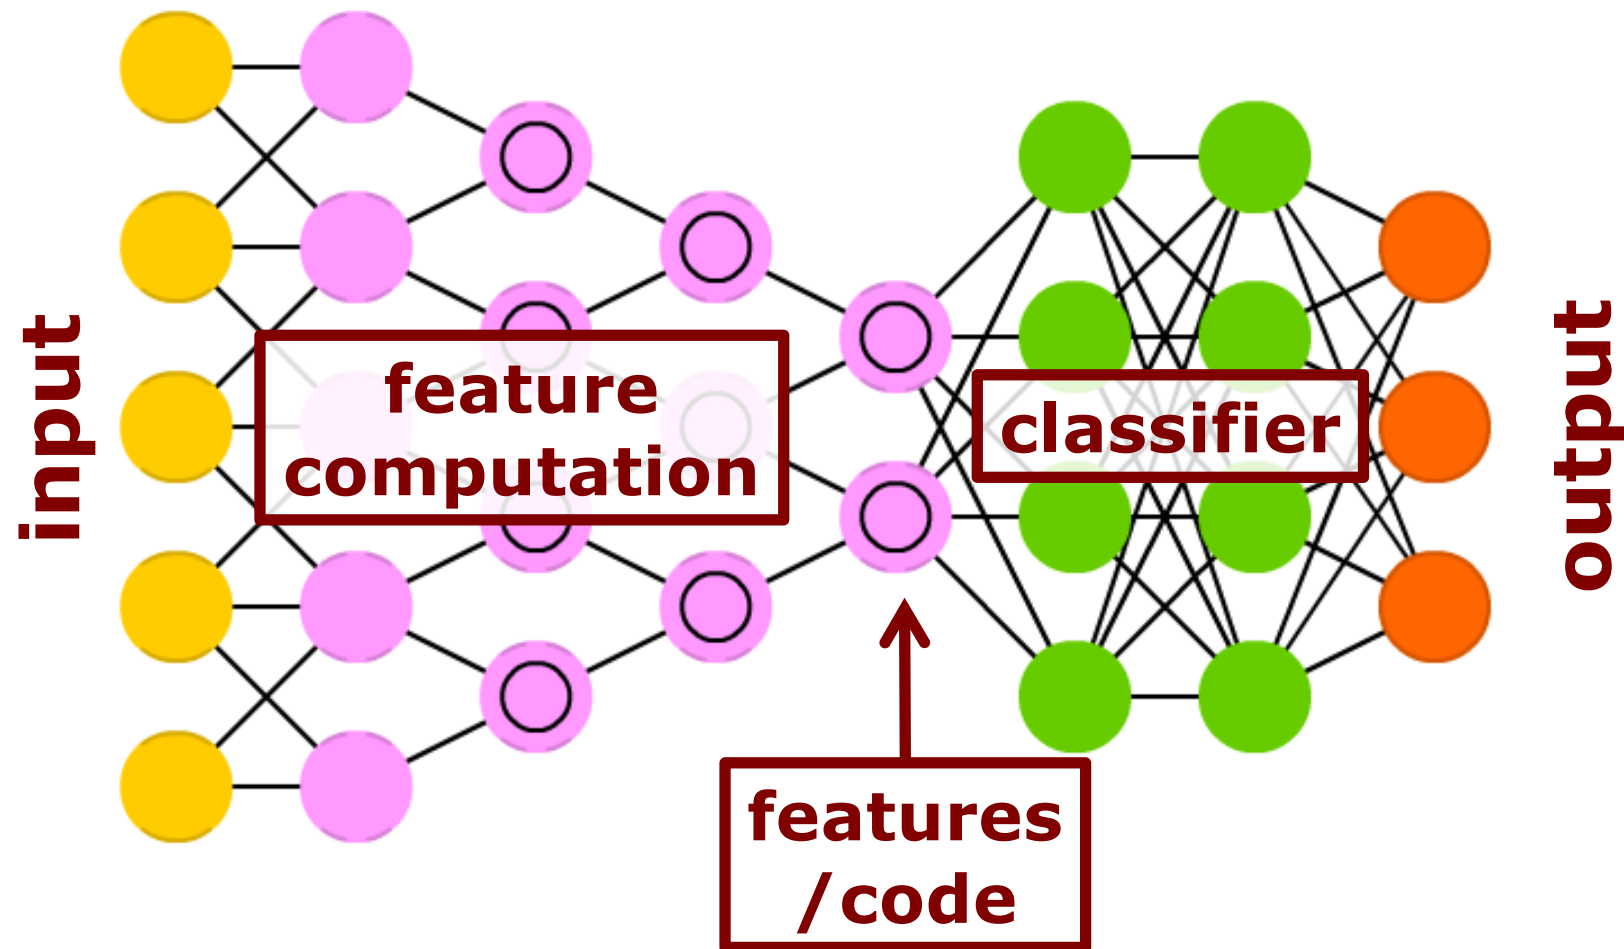 input
feature
computation
classifier
output
features
/code